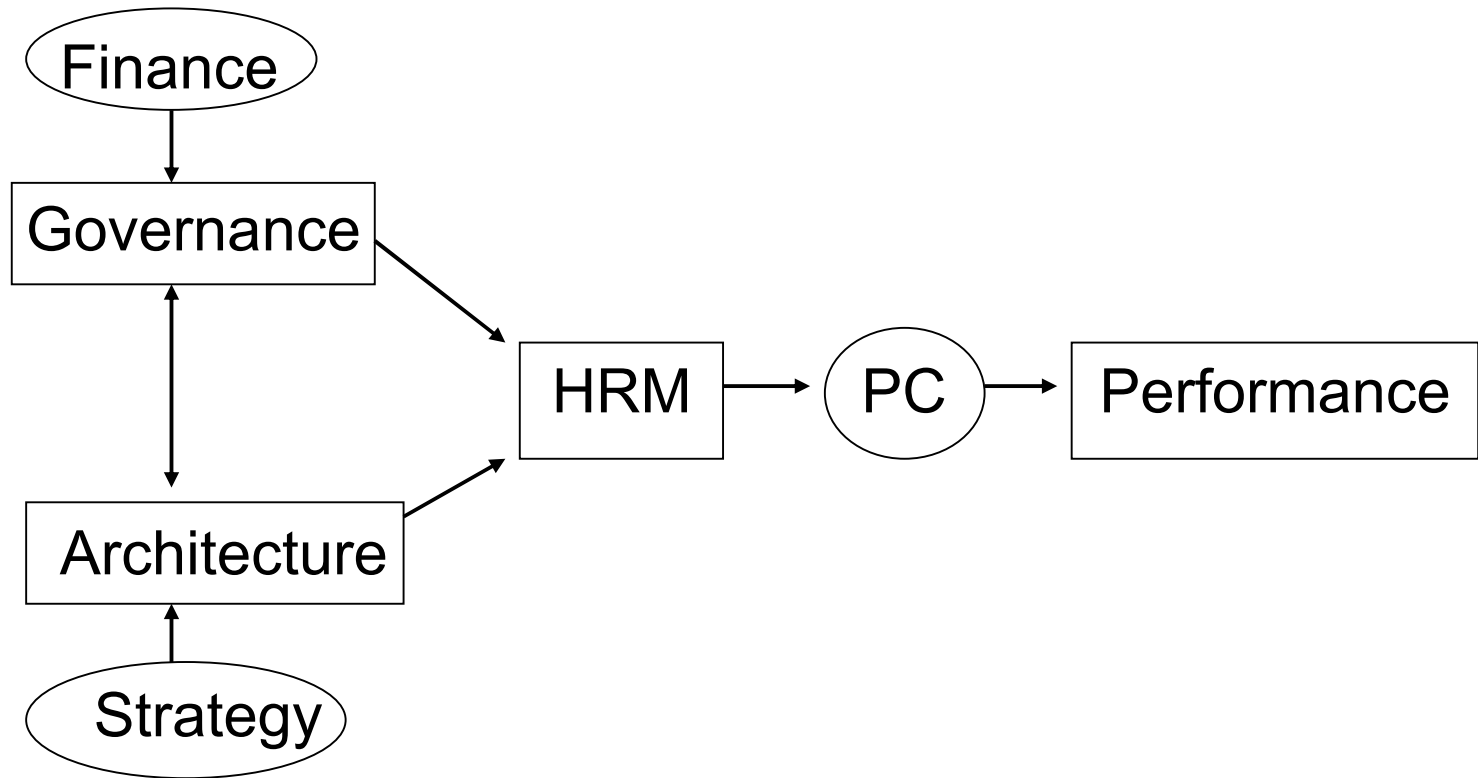 Finance
Governance
HRM
PC
Performance
Architecture
Strategy